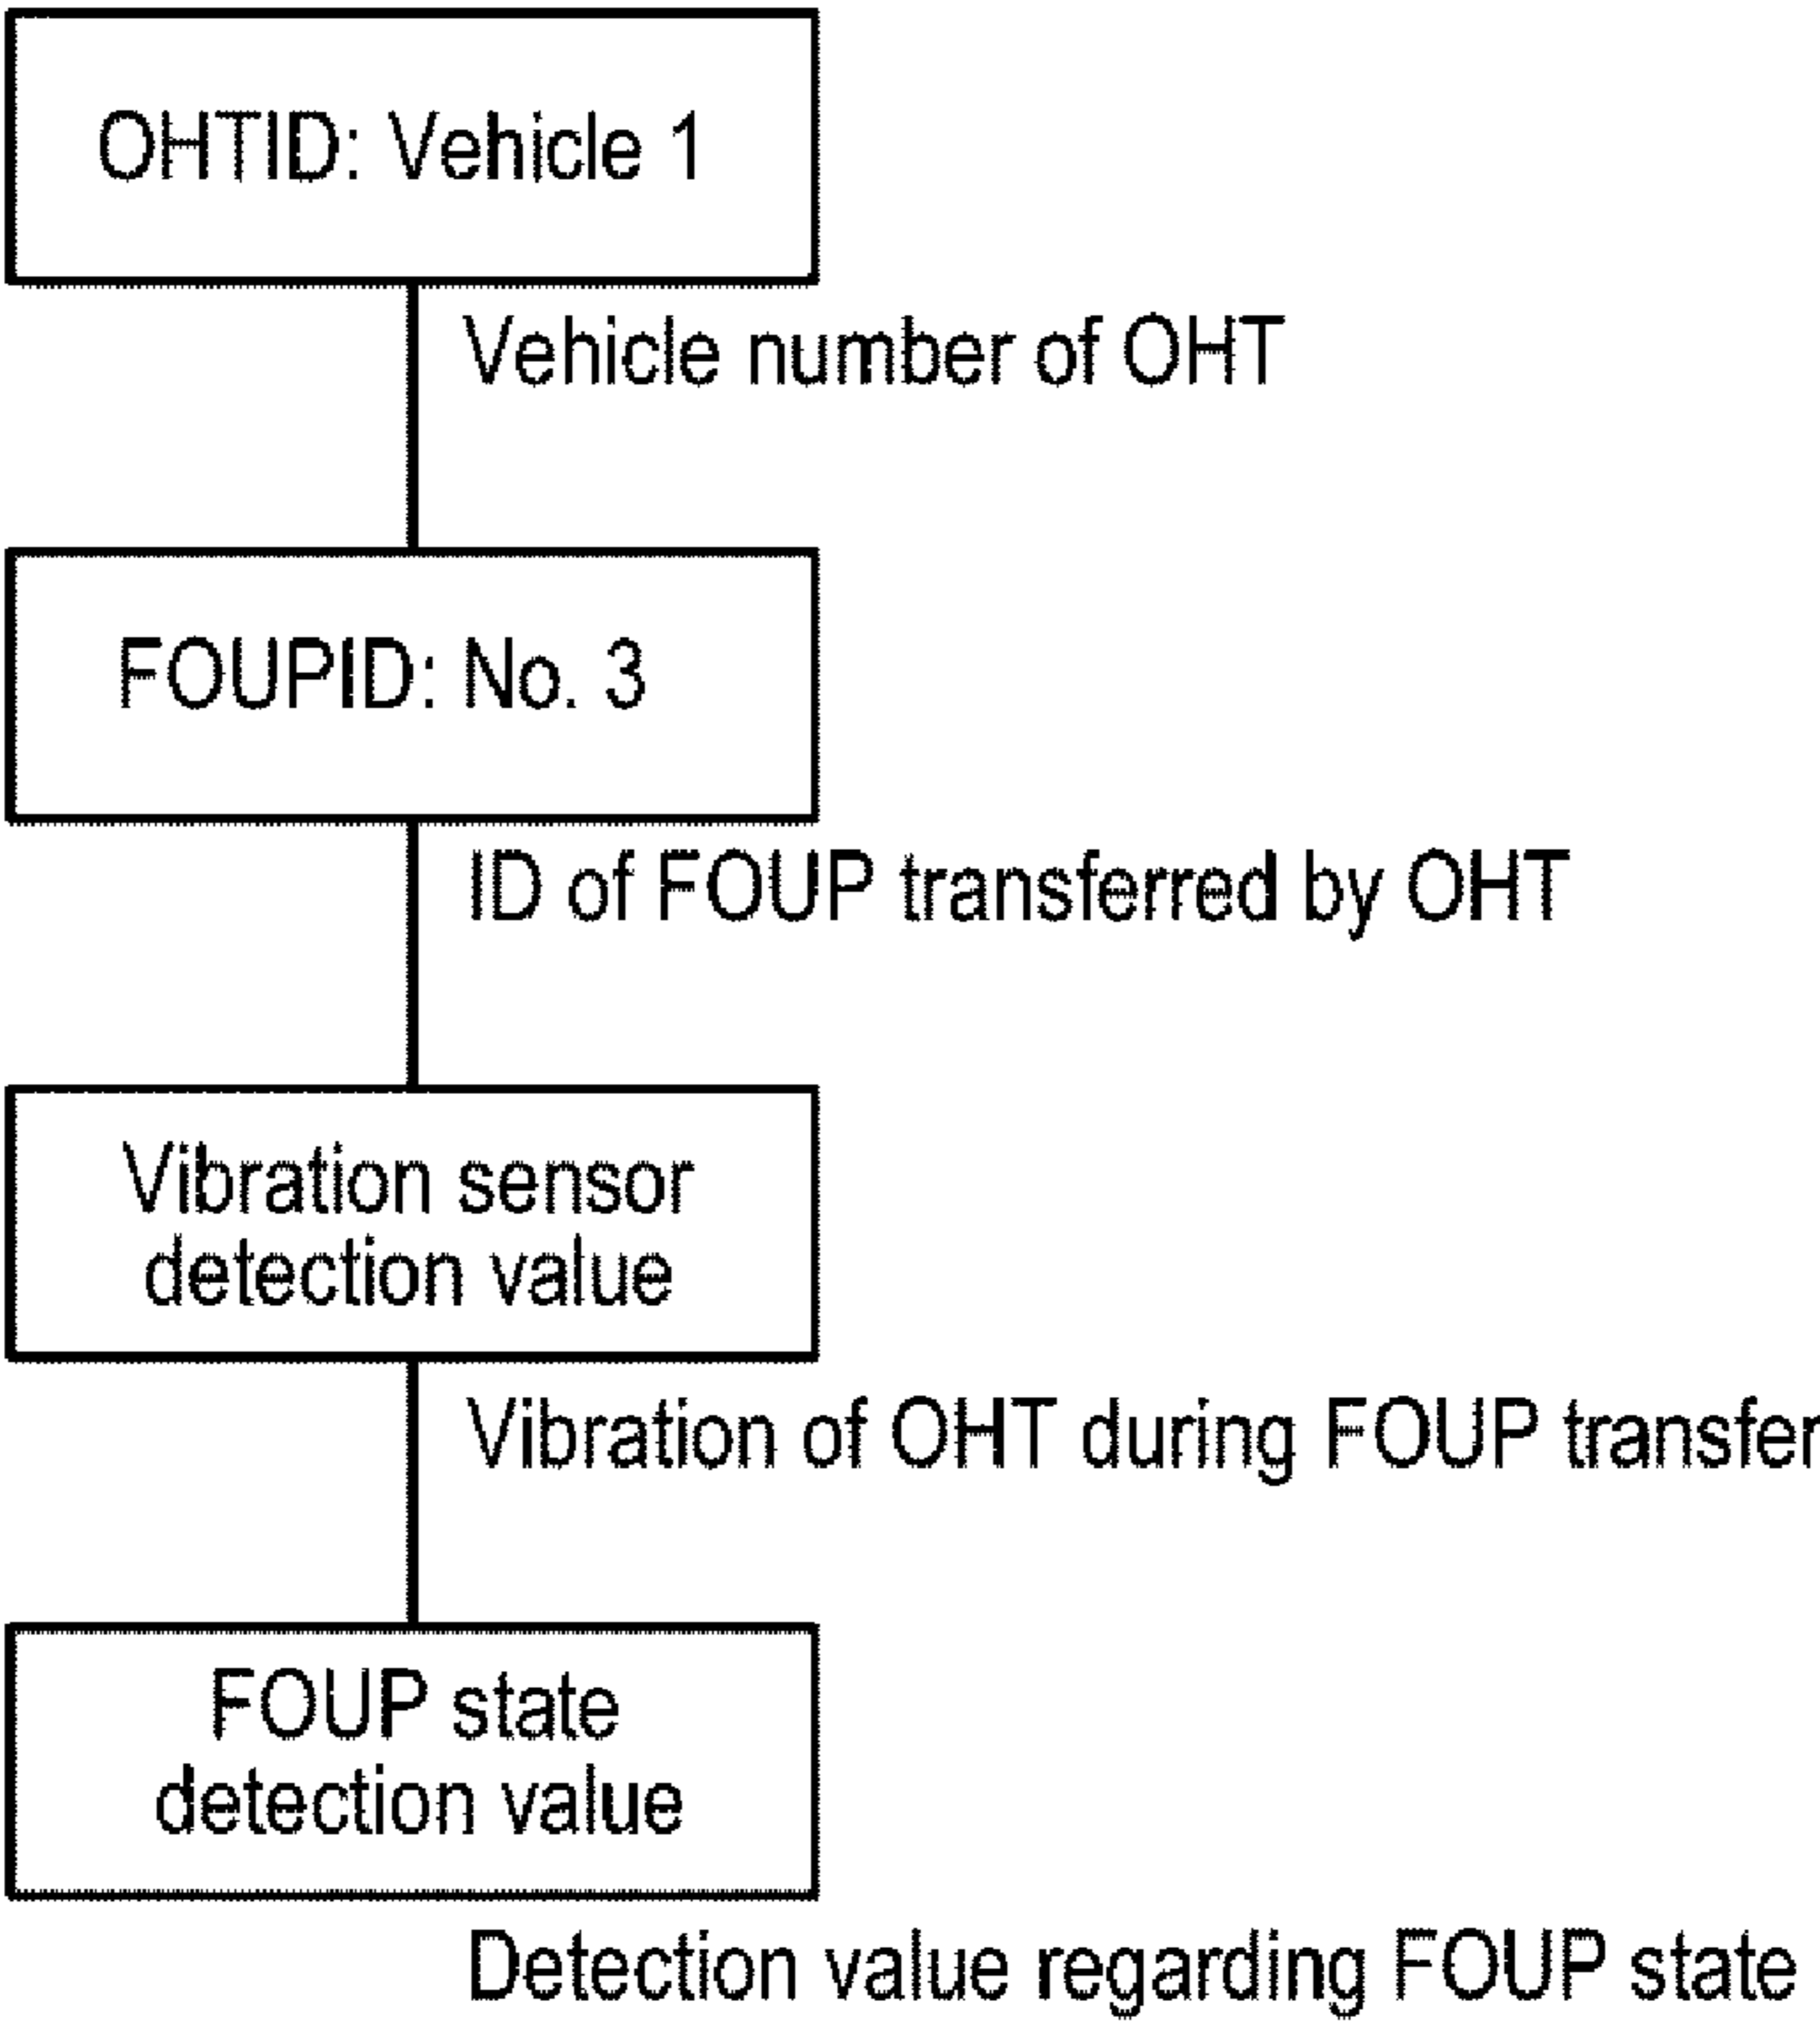 OHTID: Vehicle 1
Vehicle number of OHT
FOUPID: No. 3
ID of FOUP transferred by OHT
Vibration sensor
detection value
Vibration of OHT during FOUP transfer
FOUP state
detection value
Detection value regarding FOUP state